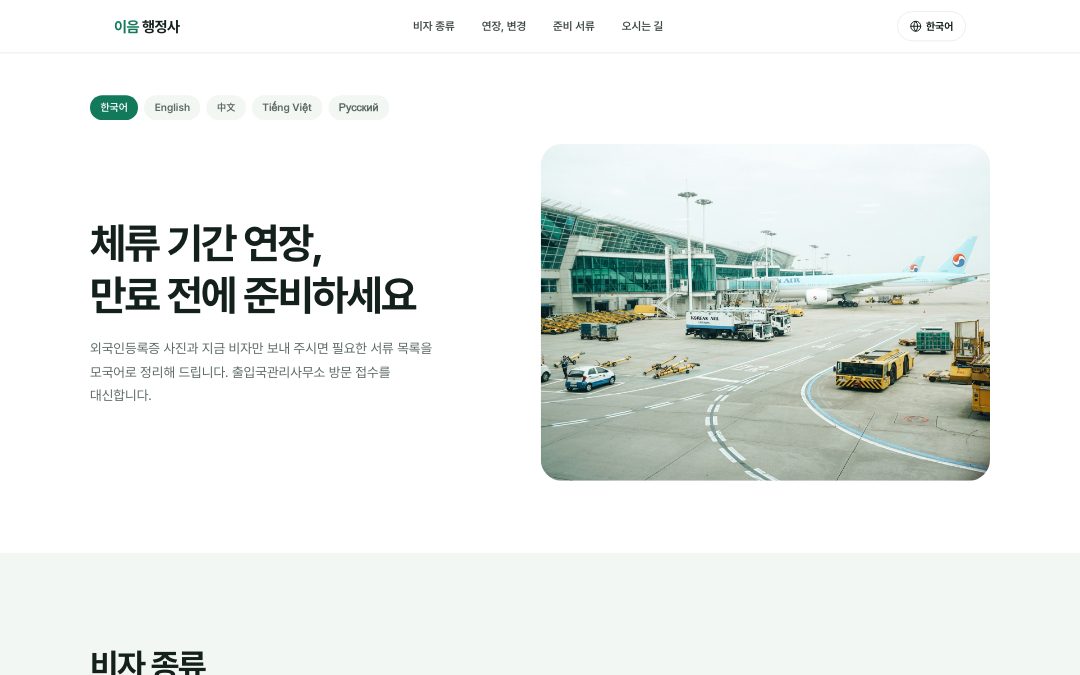 이음 행정사
비자 종류
연장, 변경
준비 서류
오시는 길
한국어
한국어
English
中文
Tiếng Việt
Русский
체류 기간 연장,
만료 전에 준비하세요
외국인등록증 사진과 지금 비자만 보내 주시면 필요한 서류 목록을
모국어로 정리해 드립니다. 출입국관리사무소 방문 접수를
대신합니다.
KOREAN AIR
비자 종류